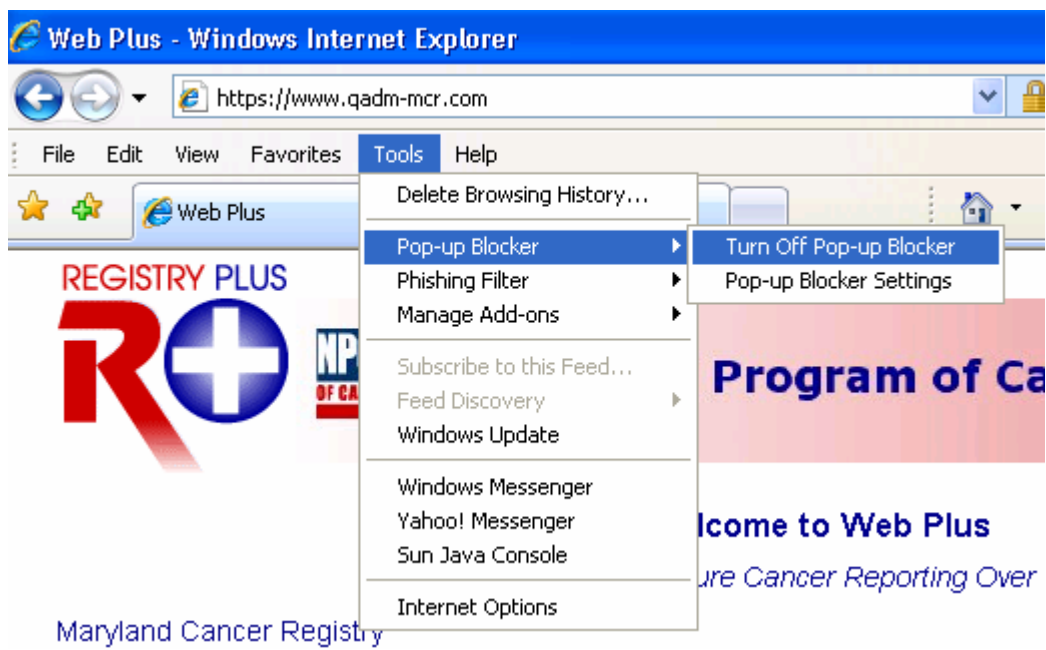 Web Plus - Windows Internet Explorer
https://www.qadm-mcr.com
File Edit View Favorites Tools Help
Web Plus
Delete Browsing History...
Pop-up Blocker
Turn Off Pop-up Blocker
Phishing Filter
Pop-up Blocker Settings
Manage Add-ons
Subscribe to this Feed...
Feed Discovery
Windows Update
Windows Messenger
Yahoo! Messenger
Sun Java Console
Internet Options
REGISTRY PLUS
R
NP
OF CA
Program of Ca
lcome to Web Plus
ure Cancer Reporting Over
Maryland Cancer Registry